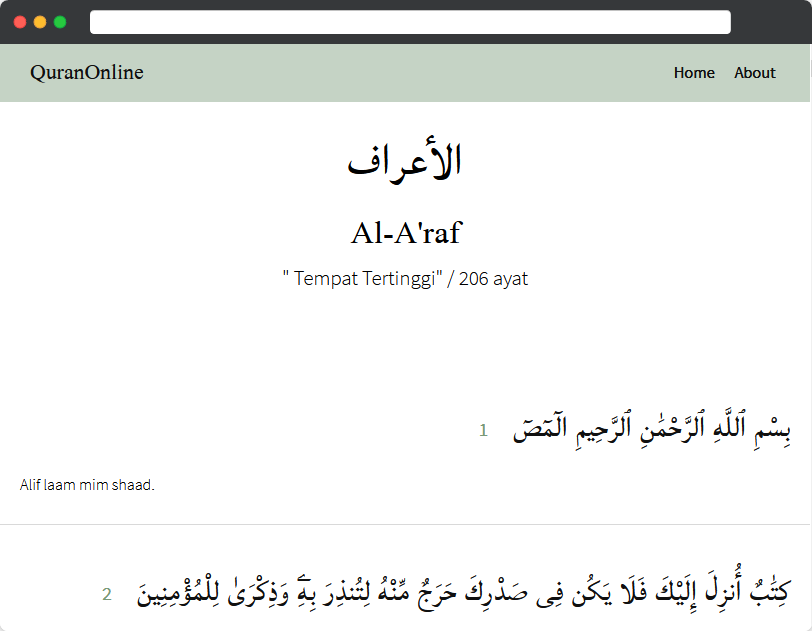 QuranOnline
Home About
الأعراف
Al-A'raf
" Tempat Tertinggi" / 206 ayat
بِسْمِ ٱللَّهِ ٱلرَّحْمَٰنِ ٱلرَّحِيمِ الٓمٓصٓ 1
Alif laam mim shaad.
كِتَٰبٌ أُنزِلَ إِلَيْكَ فَلَا يَكُن فِى صَدْرِكَ حَرَجٌ مِّنْهُ لِتُنذِرَ بِهِۦ وَذِكْرَىٰ لِلْمُؤْمِنِينَ 2